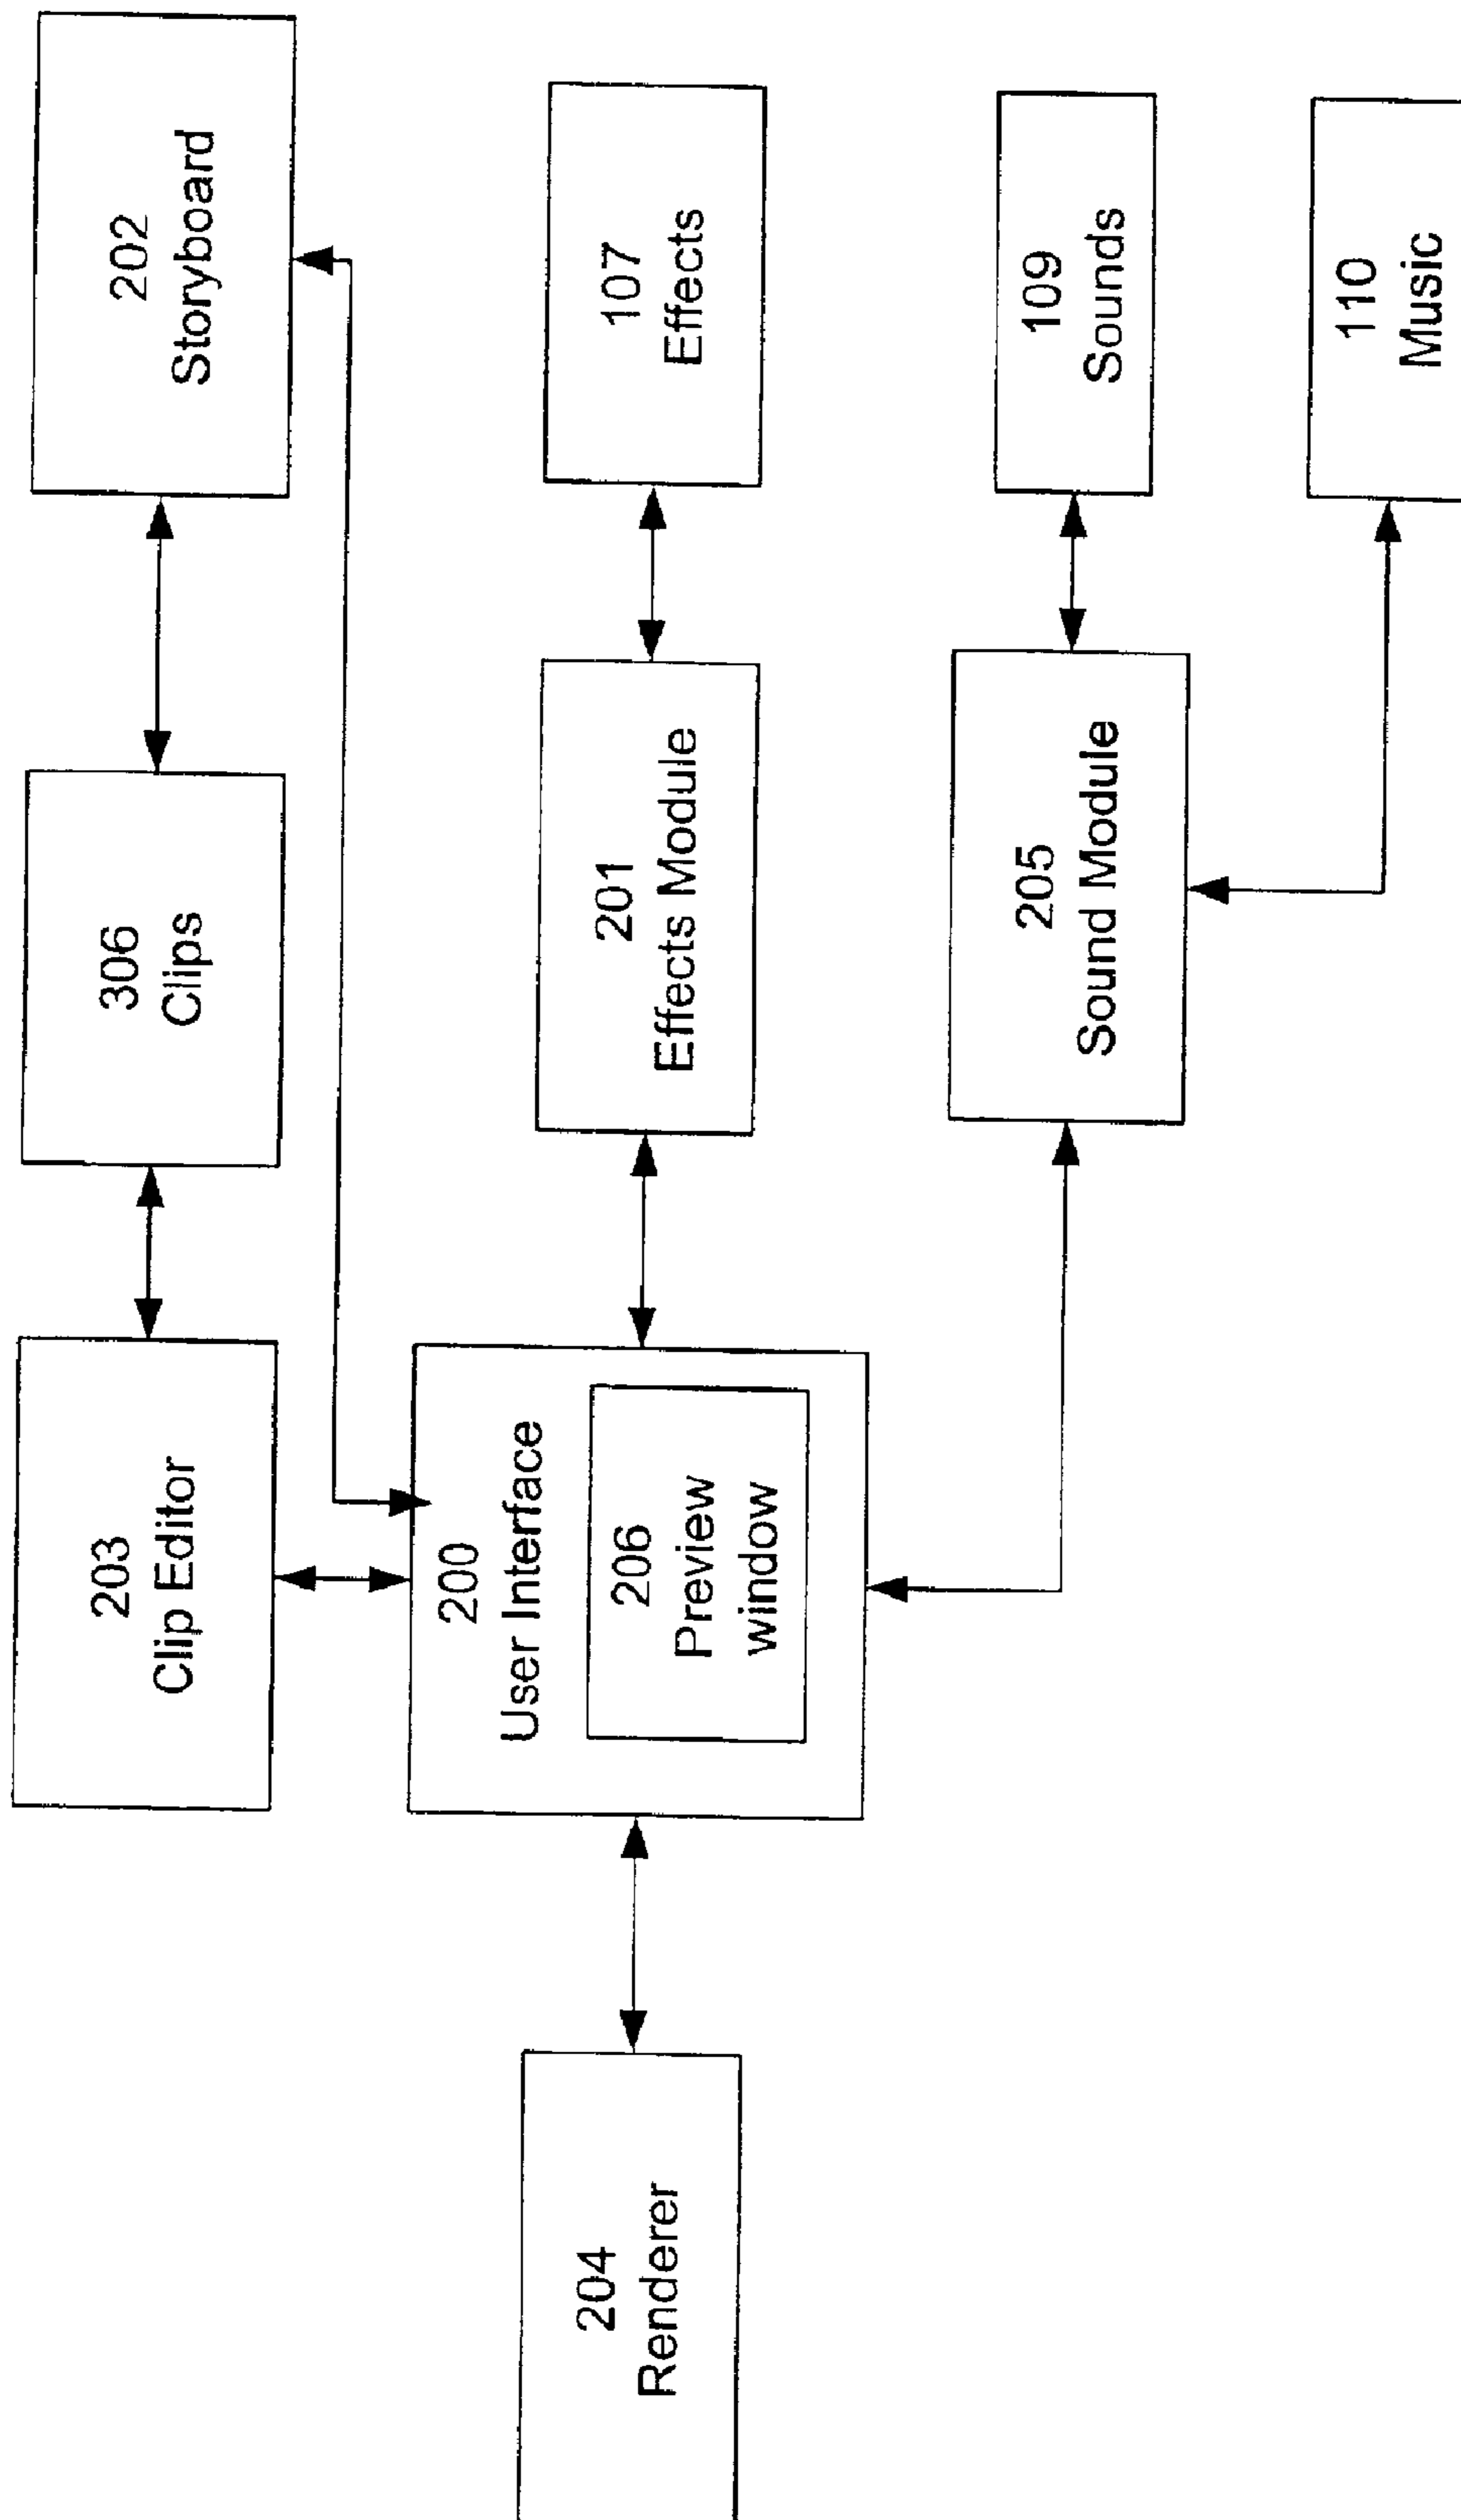 203
Clip Editor
306
Clips
202
Storyboard
204
Renderer
200
User Interface
206
Preview
window
201
Effects Module
107
Effects
205
Sound Module
109
Sounds
110
Music